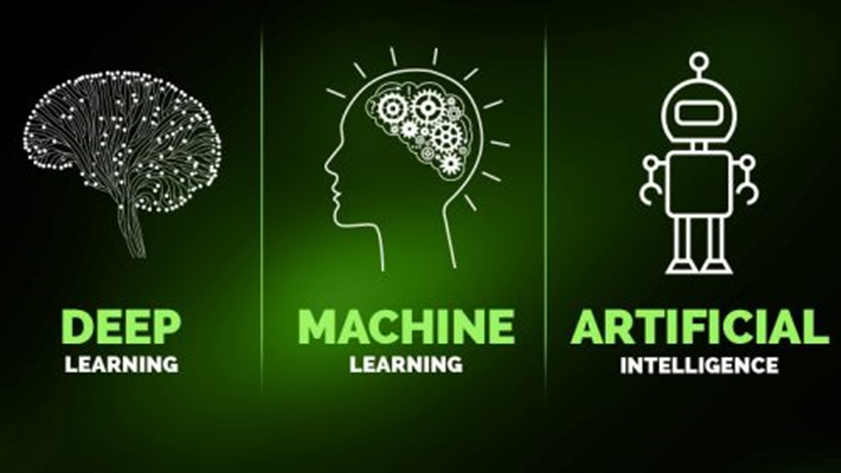 DEEP
LEARNING
MACHINE
LEARNING
ARTIFICIAL
INTELLIGENCE